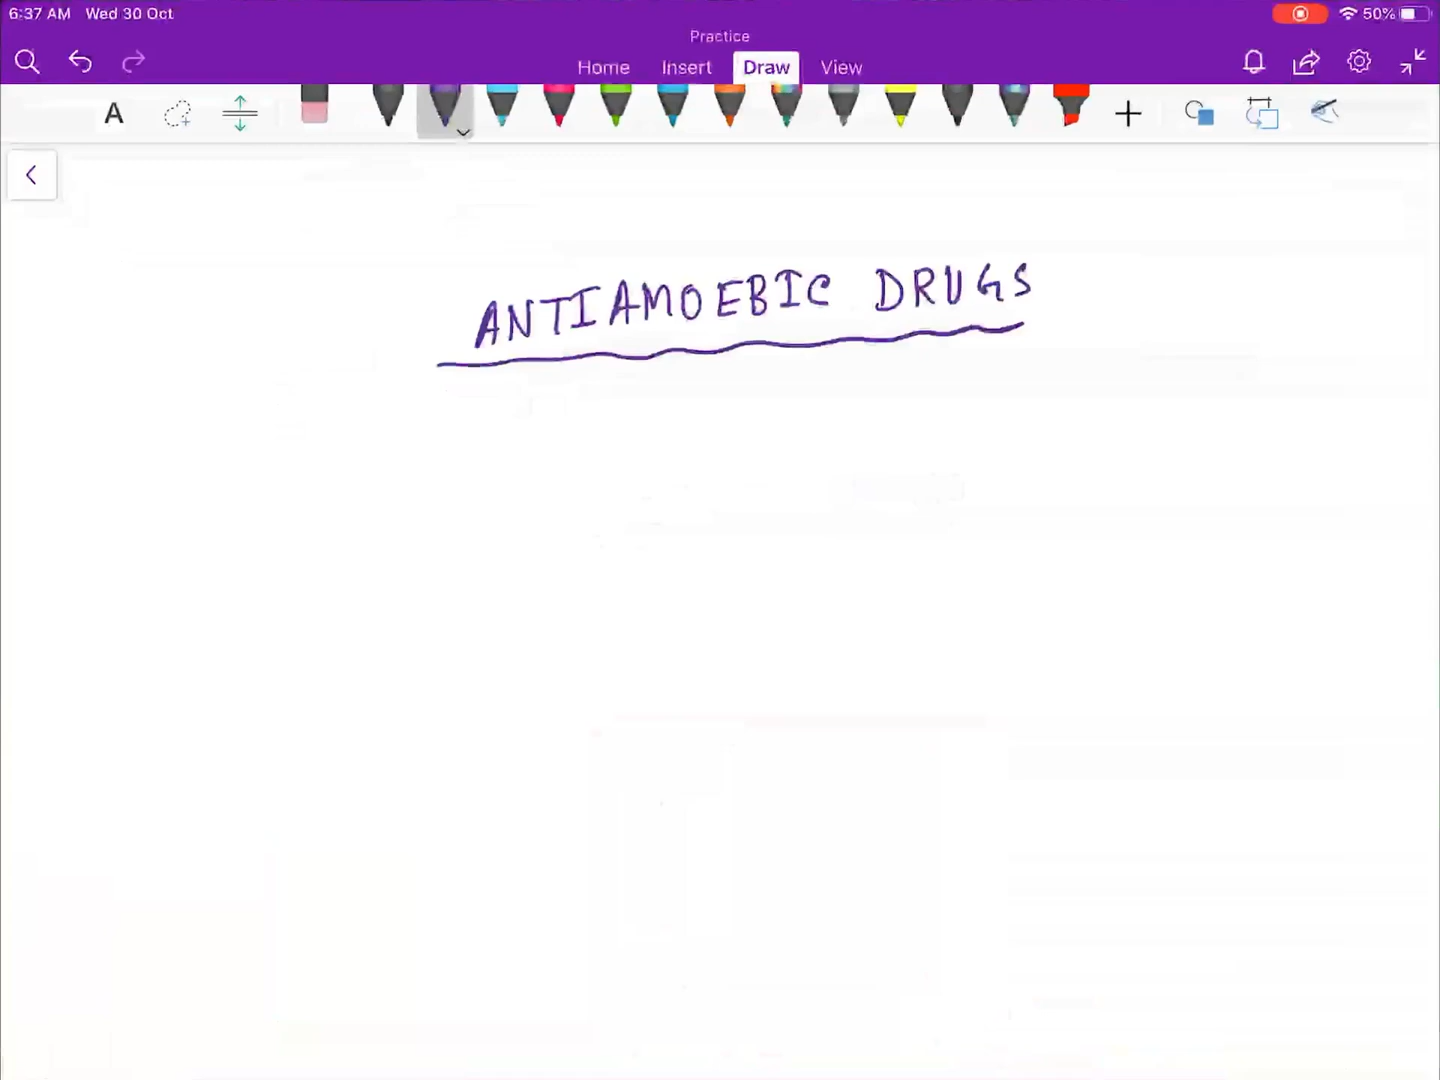 6:37 AM Wed 30 Oct 50%
Practice
Home Insert Draw View
A
ANTIAMOEBIC DRUGS